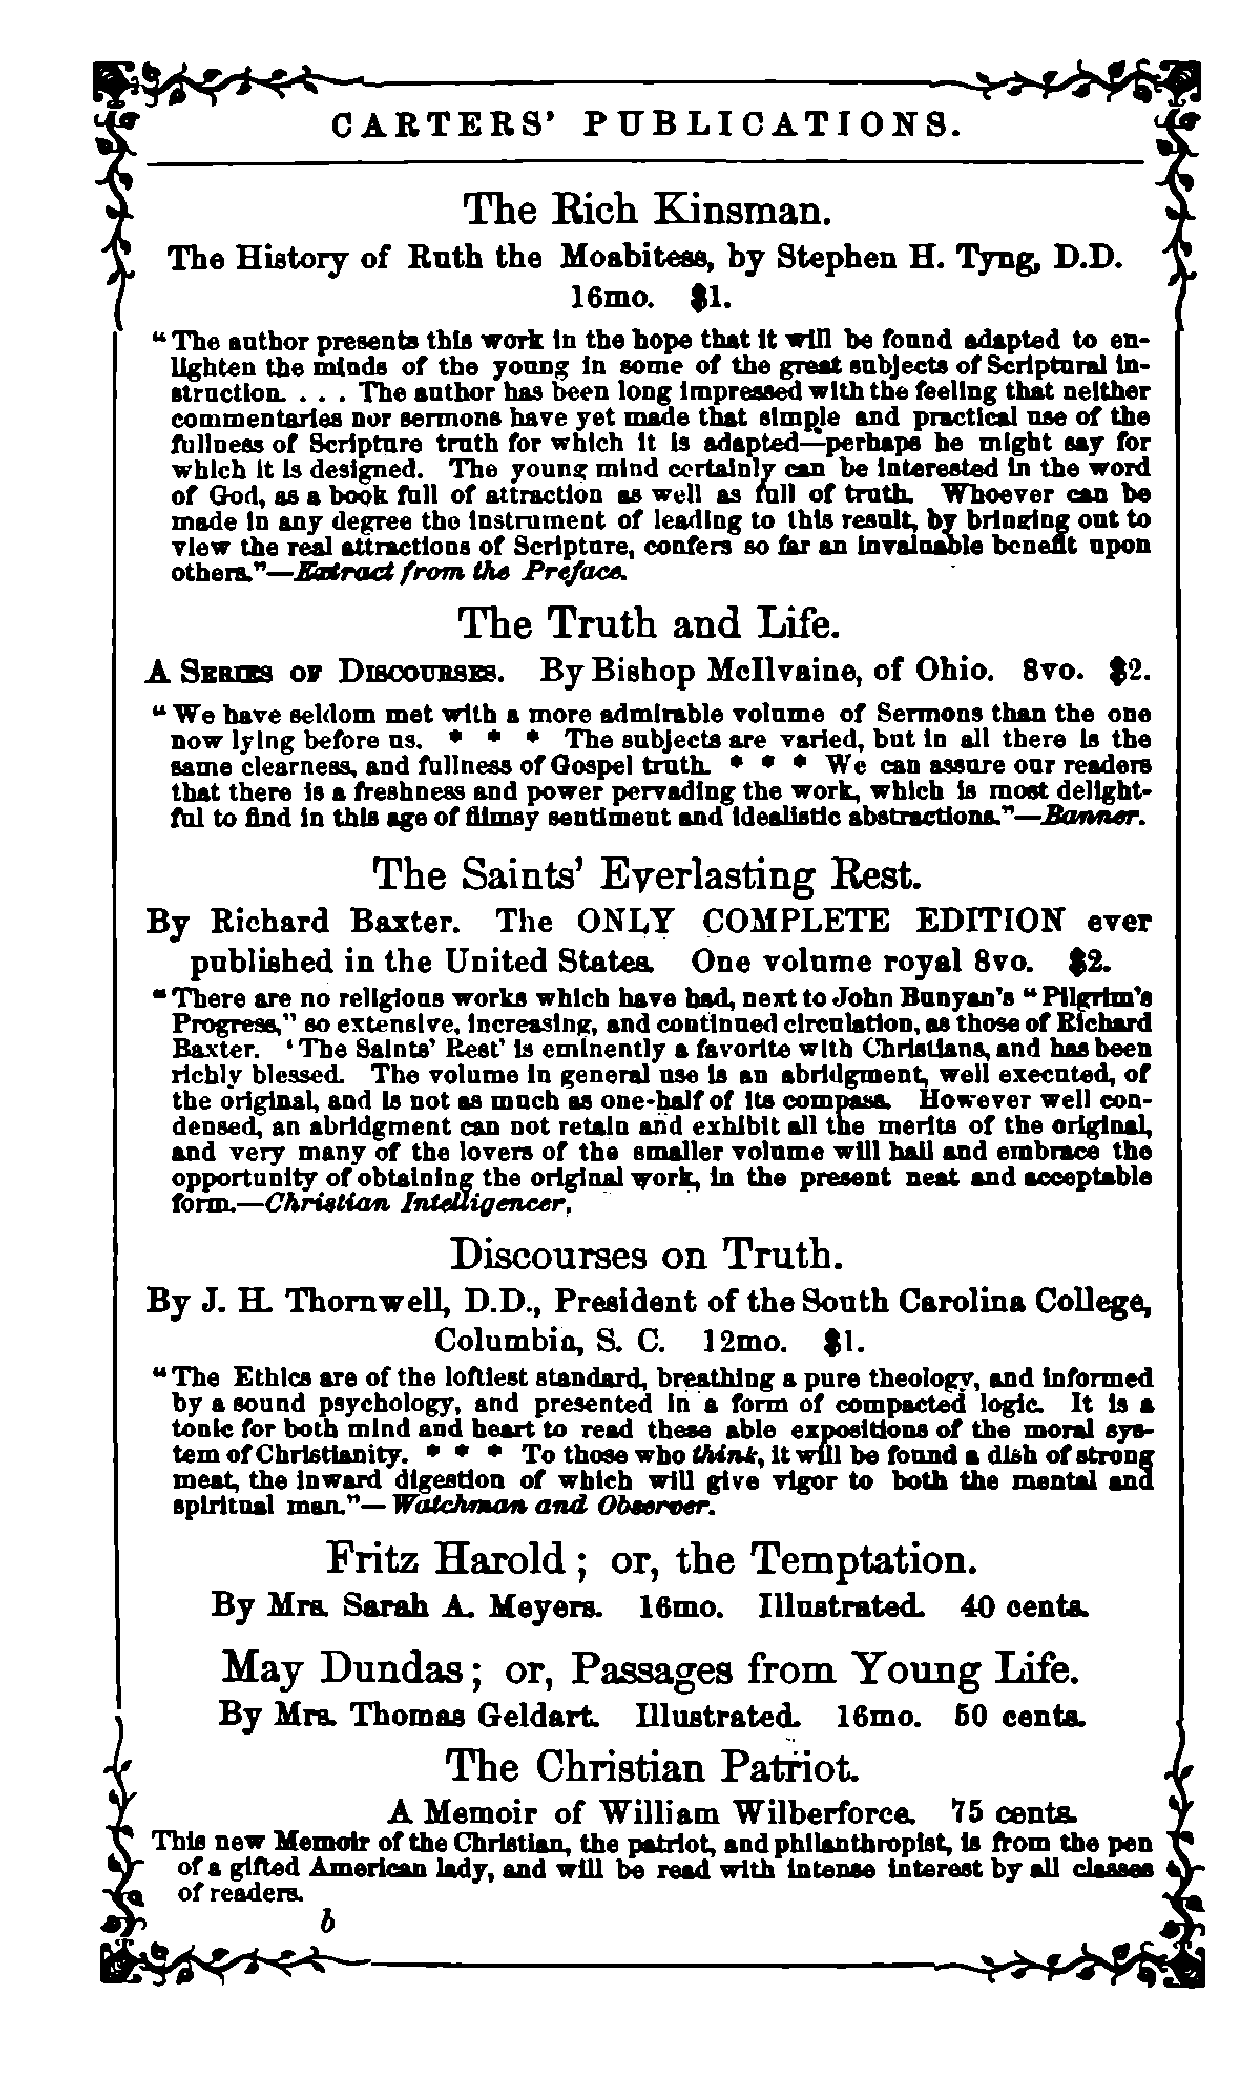 CARTERS' PUBLICATIONS.
The Rich Kinsman.
The History of Ruth the Moabitess, by Stephen H. Tyng, D.D.
16mo. $1.
“The author presents this work in the hope that it will be found adapted to en-
lighten the minds of the young in some of the great subjects of Scriptural in-
struction. . . . The author has been long impressed with the feeling that neither
commentaries nor sermons have yet made that simple and practical use of the
fullness of Scripture truth for which it is adapted—perhaps he might say for
which it is designed. The young mind certainly can be interested in the word
of God, as a book full of attraction as well as full of truth. Whoever can be
made in any degree the instrument of leading to this result, by bringing out to
view the real attractions of Scripture, confers so far an invaluable benefit upon
others.”—Extract from the Preface.
The Truth and Life.
A SERIES OF DISCOURSES. By Bishop McIlvaine, of Ohio. 8vo. $2.
“We have seldom met with a more admirable volume of Sermons than the one
now lying before us. * * * The subjects are varied, but in all there is the
same clearness, and fullness of Gospel truth. * * * We can assure our readers
that there is a freshness and power pervading the work, which is most delight-
ful to find in this age of flimsy sentiment and idealistic abstractions.”—Banner.
The Saints' Everlasting Rest.
By Richard Baxter. The ONLY COMPLETE EDITION ever
published in the United States. One volume royal 8vo. $2.
“There are no religious works which have had, next to John Bunyan's “Pilgrim's
Progress,” so extensive, increasing, and continued circulation, as those of Richard
Baxter. ‘The Saints' Rest’ is eminently a favorite with Christians, and has been
richly blessed. The volume in general use is an abridgment, well executed, of
the original, and is not as much as one-half of its compass. However well con-
densed, an abridgment can not retain and exhibit all the merits of the original,
and very many of the lovers of the smaller volume will hail and embrace the
opportunity of obtaining the original work, in the present neat and acceptable
form.—Christian Intelligencer.
Discourses on Truth.
By J. H. Thornwell, D.D., President of the South Carolina College,
Columbia, S. C. 12mo. $1.
“The Ethics are of the loftiest standard, breathing a pure theology, and informed
by a sound psychology, and presented in a form of compacted logic. It is a
tonic for both mind and heart to read these able expositions of the moral sys-
tem of Christianity. * * * To those who think, it will be found a dish of strong
meat, the inward digestion of which will give vigor to both the mental and
spiritual man.”—Watchman and Observer.
Fritz Harold; or, the Temptation.
By Mrs. Sarah A. Meyers. 16mo. Illustrated. 40 cents.
May Dundas; or, Passages from Young Life.
By Mrs. Thomas Geldart. Illustrated. 16mo. 50 cents.
The Christian Patriot.
A Memoir of William Wilberforce. 75 cents.
This new Memoir of the Christian, the patriot, and philanthropist, is from the pen
of a gifted American lady, and will be read with intense interest by all classes
of readers.
b